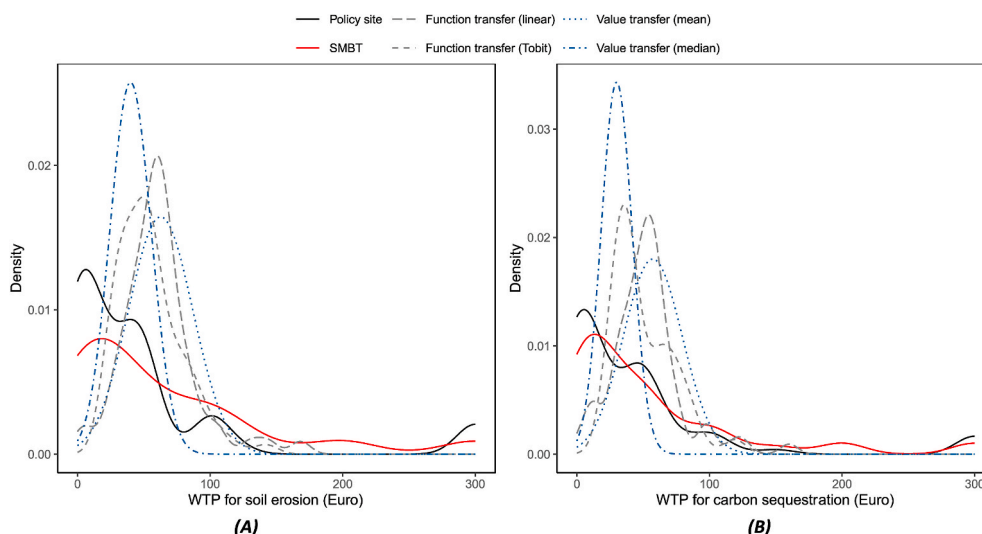 Policy site Function transfer (linear) Value transfer (mean)
SMBT Function transfer (Tobit) Value transfer (median)
Density
0.02
0.01
0.00
0 100 200 300
WTP for soil erosion (Euro)
(A)
Density
0.03
0.02
0.01
0.00
0 100 200 300
WTP for carbon sequestration (Euro)
(B)